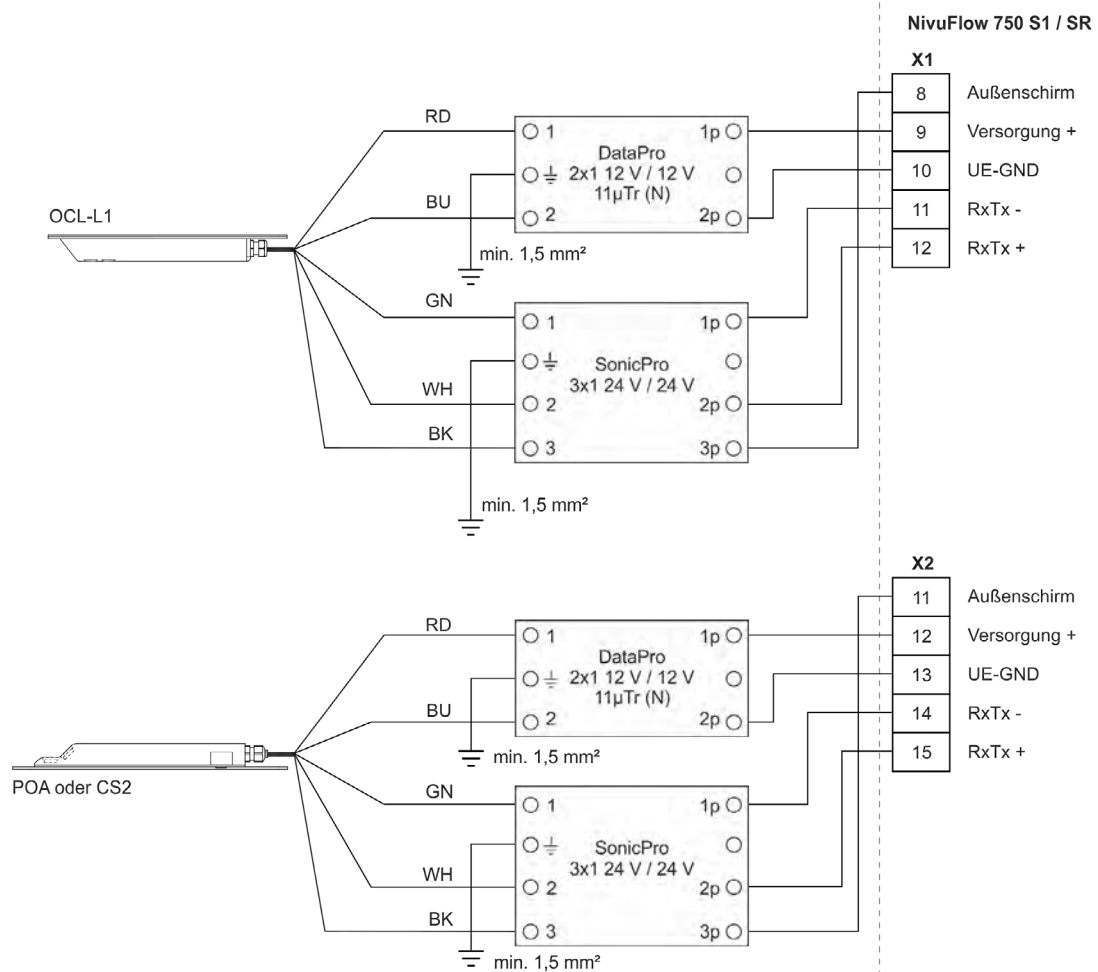 NivuFlow 750 S1 / SR
X1
8 Außenschirm
9 Versorgung +
10 UE-GND
11 RxTx -
12 RxTx +
OCL-L1
RD
BU
GN
WH
BK
1 1p
DataPro
2x1 12 V / 12 V
11µTr (N)
2 2p
min. 1,5 mm²
1 1p
SonicPro
3x1 24 V / 24 V
2 2p
3 3p
min. 1,5 mm²
X2
11 Außenschirm
12 Versorgung +
13 UE-GND
14 RxTx -
15 RxTx +
POA oder CS2
RD
BU
GN
WH
BK
1 1p
DataPro
2x1 12 V / 12 V
11µTr (N)
2 2p
min. 1,5 mm²
1 1p
SonicPro
3x1 24 V / 24 V
2 2p
3 3p
min. 1,5 mm²